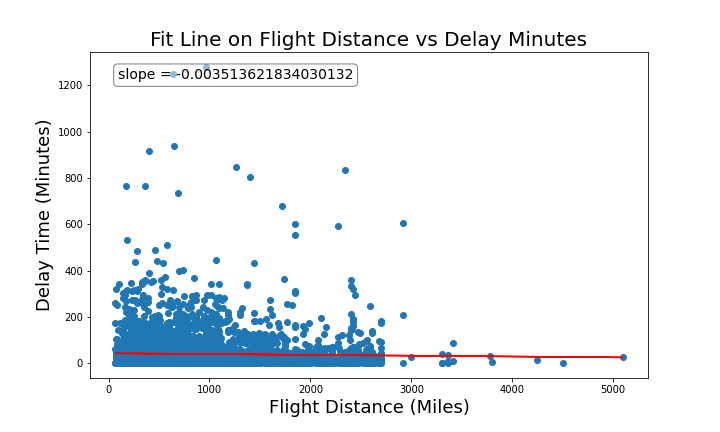 Fit Line on Flight Distance vs Delay Minutes
slope = -0.003513621834030132
Delay Time (Minutes)
1200
1000
800
600
400
200
0
0 1000 2000 3000 4000 5000
Flight Distance (Miles)